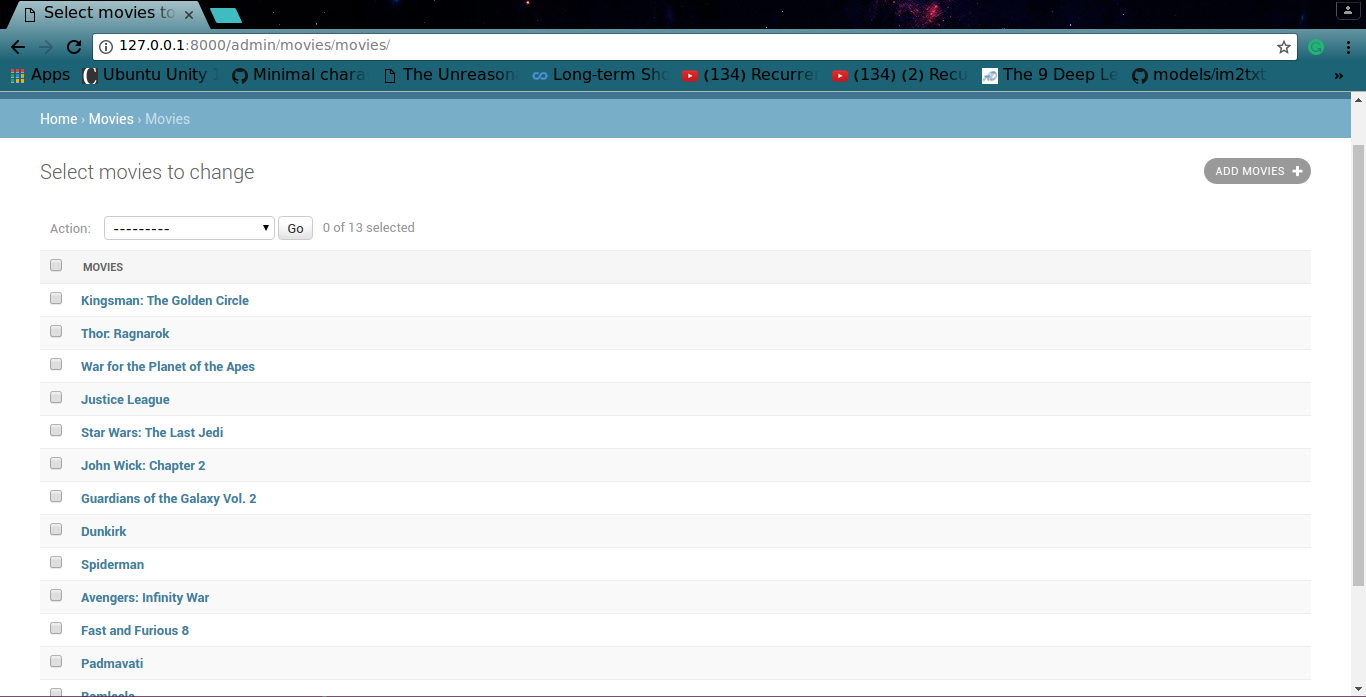 Select movies to
127.0.0.1:8000/admin/movies/movies/
Apps Ubuntu Unity Minimal chara The Unreason Long-term Sho (134) Recurre (134) (2) Recu The 9 Deep Le models/im2txt »
Home › Movies › Movies
Select movies to change
ADD MOVIES +
Action: --------- Go 0 of 13 selected
MOVIES
Kingsman: The Golden Circle
Thor: Ragnarok
War for the Planet of the Apes
Justice League
Star Wars: The Last Jedi
John Wick: Chapter 2
Guardians of the Galaxy Vol. 2
Dunkirk
Spiderman
Avengers: Infinity War
Fast and Furious 8
Padmavati